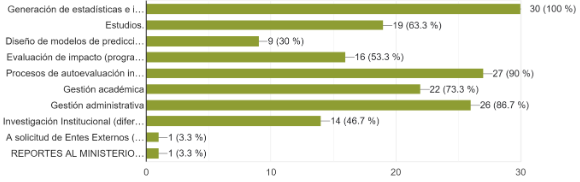 Generación de estadísticas e i… 30 (100 %)
Estudios. 19 (63.3 %)
Diseño de modelos de predicci… 9 (30 %)
Evaluación de impacto (progra… 16 (53.3 %)
Procesos de autoevaluación in… 27 (90 %)
Gestión académica 22 (73.3 %)
Gestión administrativa 26 (86.7 %)
Investigación Institucional (difer… 14 (46.7 %)
A solicitud de Entes Externos (… 1 (3.3 %)
REPORTES AL MINISTERIO… 1 (3.3 %)
0 10 20 30